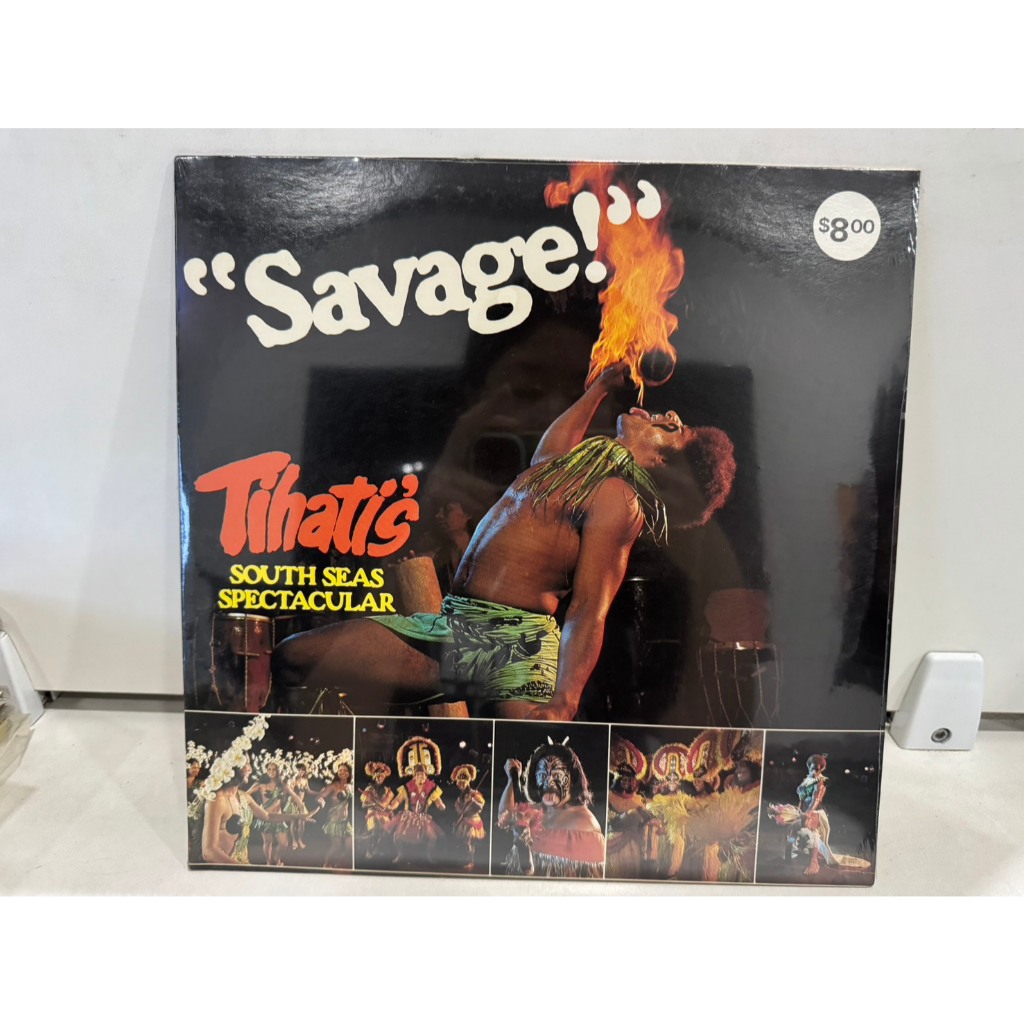 “Savage!”
$8.00
Tihati's
SOUTH SEAS
SPECTACULAR